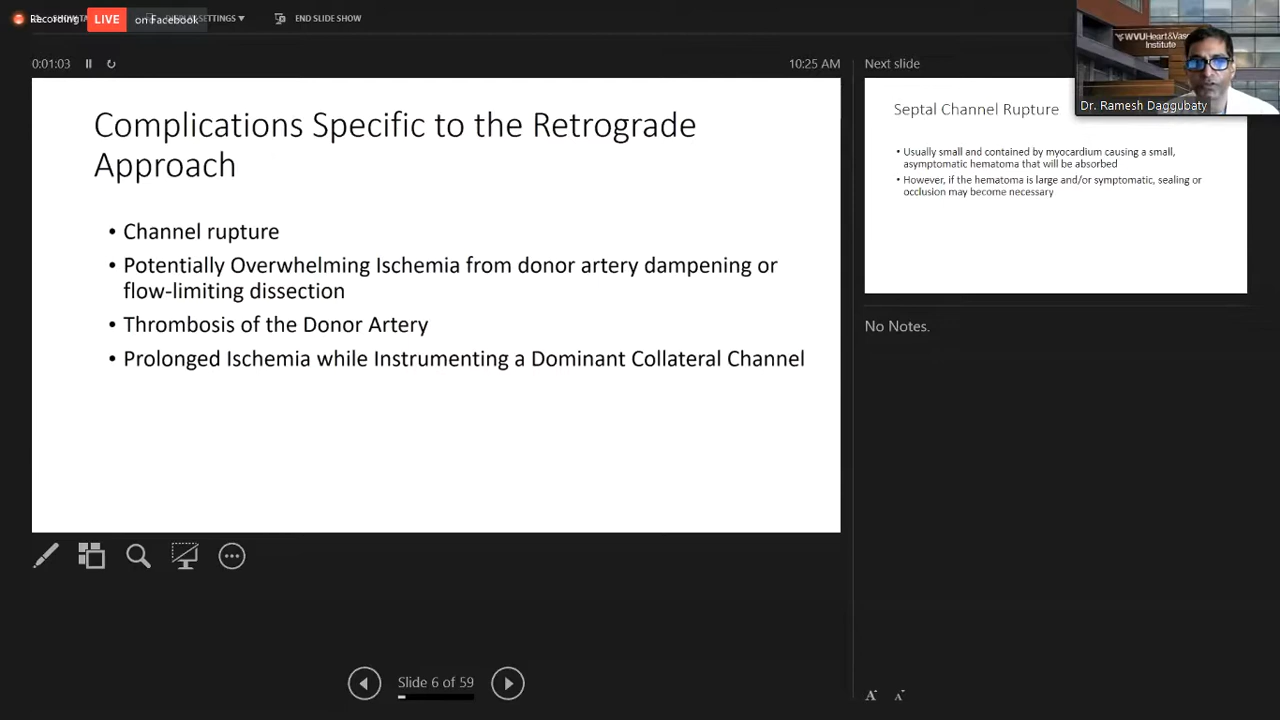 Recording
LIVE
on Facebook
SETTINGS ▾
END SLIDE SHOW
0:01:03
10:25 AM
Complications Specific to the Retrograde
Approach
• Channel rupture
• Potentially Overwhelming Ischemia from donor artery dampening or
flow-limiting dissection
• Thrombosis of the Donor Artery
• Prolonged Ischemia while Instrumenting a Dominant Collateral Channel
Slide 6 of 59
Next slide
WVUHeart&Vasc
Institute
Dr. Ramesh Daggubaty
Septal Channel Rupture
• Usually small and contained by myocardium causing a small,
asymptomatic hematoma that will be absorbed
• However, if the hematoma is large and/or symptomatic, sealing or
occlusion may become necessary
No Notes.
A
A